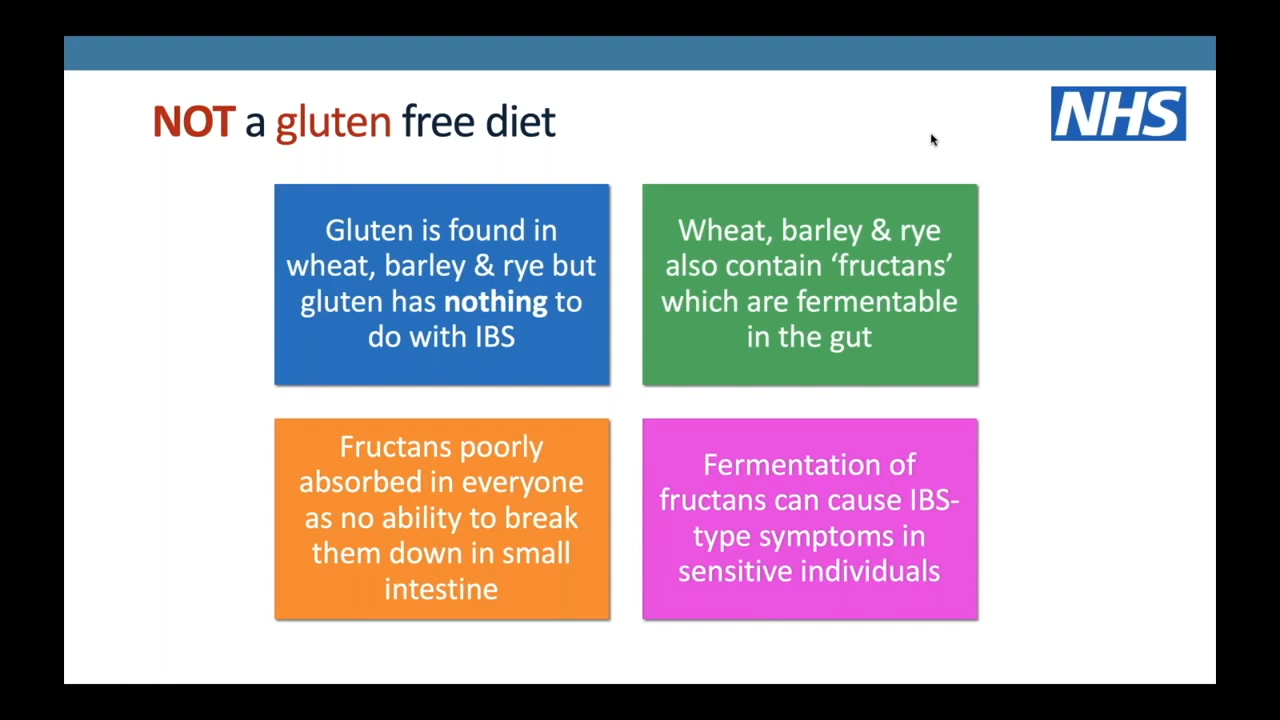 NOT a gluten free diet
NHS
Gluten is found in
wheat, barley & rye but
gluten has nothing to
do with IBS
Wheat, barley & rye
also contain ‘fructans’
which are fermentable
in the gut
Fructans poorly
absorbed in everyone
as no ability to break
them down in small
intestine
Fermentation of
fructans can cause IBS-
type symptoms in
sensitive individuals